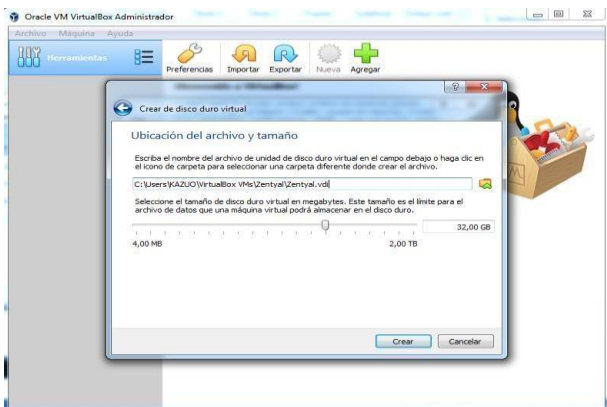 Oracle VM VirtualBox Administrador
Archivo Máquina Ayuda
Herramientas
Preferencias Importar Exportar Nueva Agregar
Crear de disco duro virtual
Ubicación del archivo y tamaño
Escriba el nombre del archivo de unidad de disco duro virtual en el campo debajo o haga clic en
el icono de carpeta para seleccionar una carpeta diferente donde crear el archivo.
C:\Users\KAZUO\VirtualBox VMs\Zentyal\Zentyal.vdi
Seleccione el tamaño de disco duro virtual en megabytes. Este tamaño es el límite para el
archivo de datos que una máquina virtual podrá almacenar en el disco duro.
32,00 GB
4,00 MB 2,00 TB
Crear Cancelar